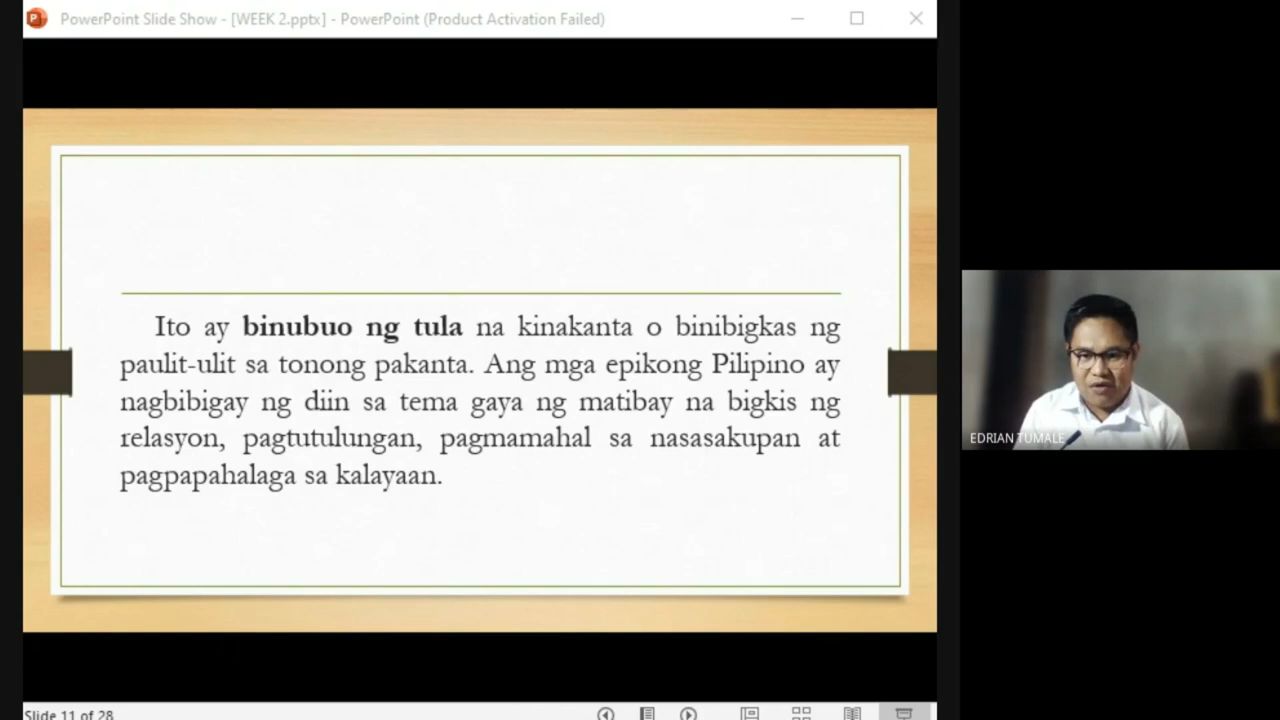 PowerPoint Slide Show - [WEEK 2.pptx] - PowerPoint (Product Activation Failed)
Ito ay binubuo ng tula na kinakanta o binibigkas ng
paulit-ulit sa tonong pakanta. Ang mga epikong Pilipino ay
nagbibigay ng diin sa tema gaya ng matibay na bigkis ng
relasyon, pagtutulungan, pagmamahal sa nasasakupan at
pagpapahalaga sa kalayaan.
EDRIAN TUMALE
Slide 11 of 28